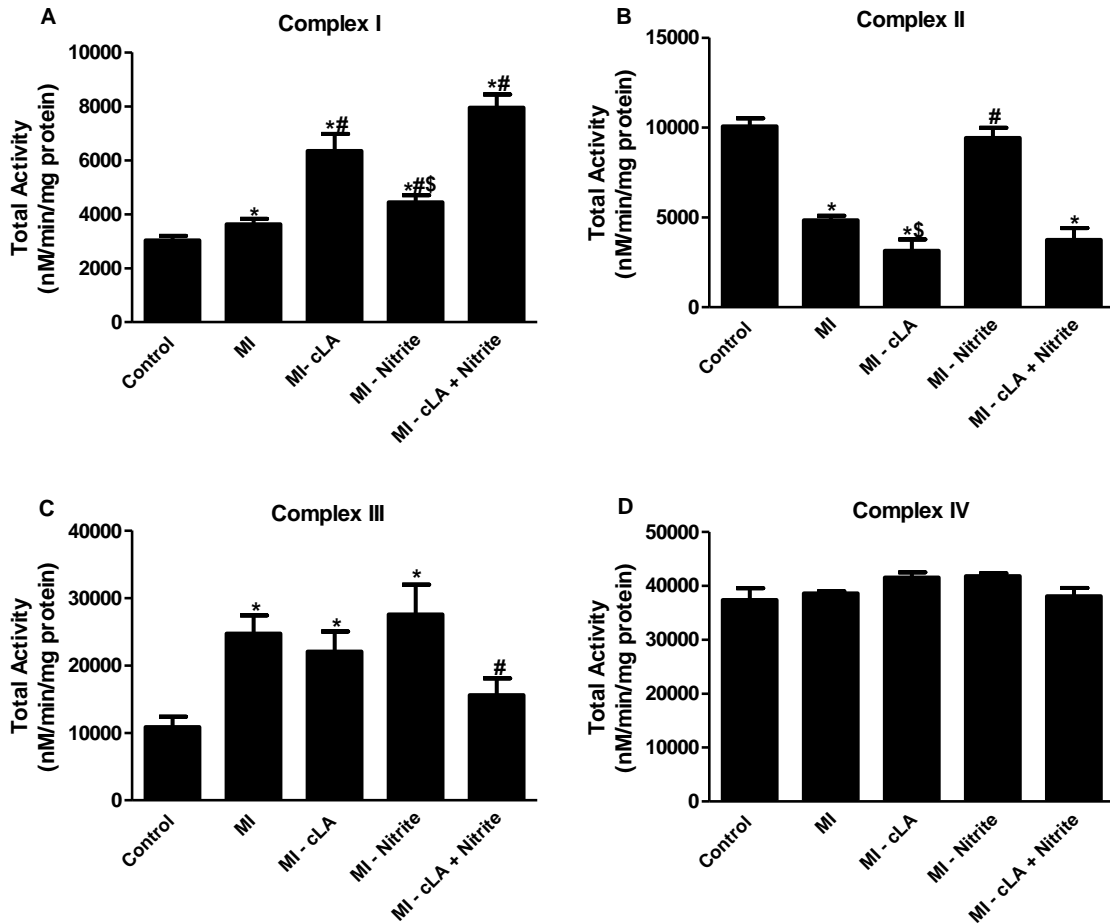 A
Complex I
Total Activity
(nM/min/mg protein)
10000
8000
6000
4000
2000
0
*
*#
*#$
*#
Control
MI
MI- cLA
MI - Nitrite
MI - cLA + Nitrite
B
Complex II
Total Activity
(nM/min/mg protein)
15000
10000
5000
0
*
*$
#
*
Control
MI
MI - cLA
MI - Nitrite
MI - cLA + Nitrite
C
Complex III
Total Activity
(nM/min/mg protein)
40000
30000
20000
10000
0
*
*
*
#
Control
MI
MI - cLA
MI - Nitrite
MI - cLA + Nitrite
D
Complex IV
Total Activity
(nM/min/mg protein)
50000
40000
30000
20000
10000
0
Control
MI
MI - cLA
MI - Nitrite
MI - cLA + Nitrite